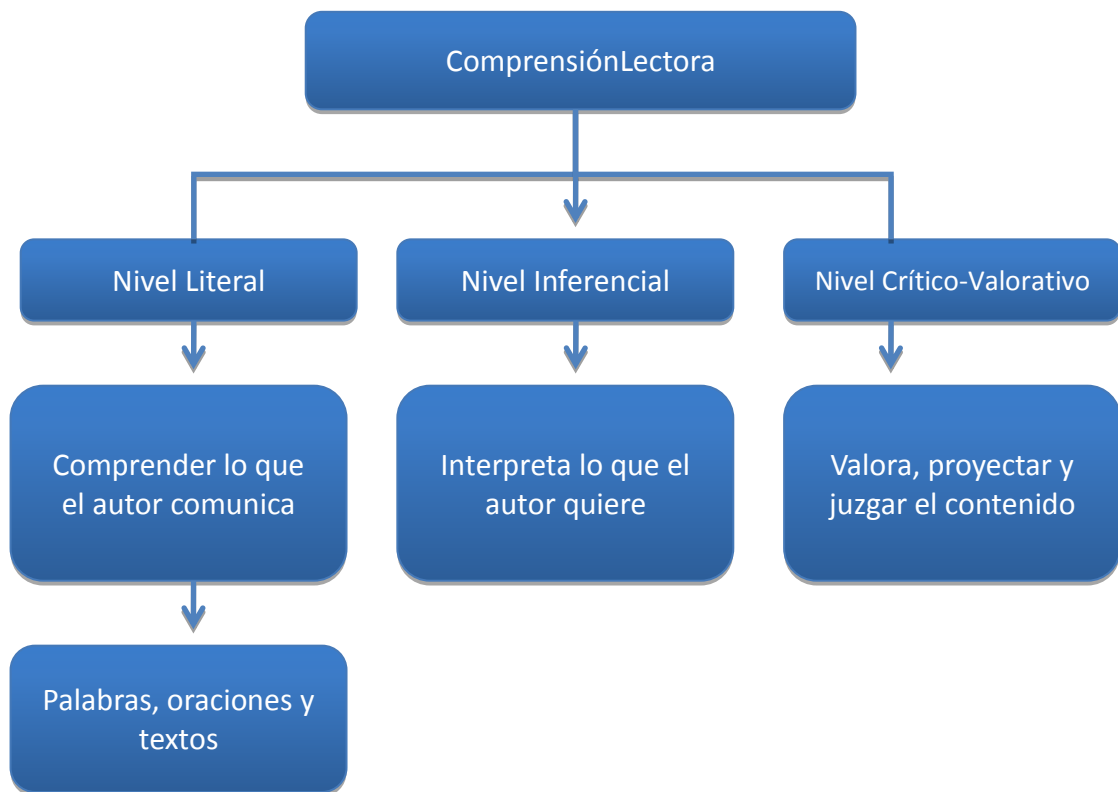 ComprensiónLectora
Nivel Literal
Nivel Inferencial
Nivel Crítico-Valorativo
Comprender lo que
el autor comunica
Interpreta lo que el
autor quiere
Valora, proyectar y
juzgar el contenido
Palabras, oraciones y
textos